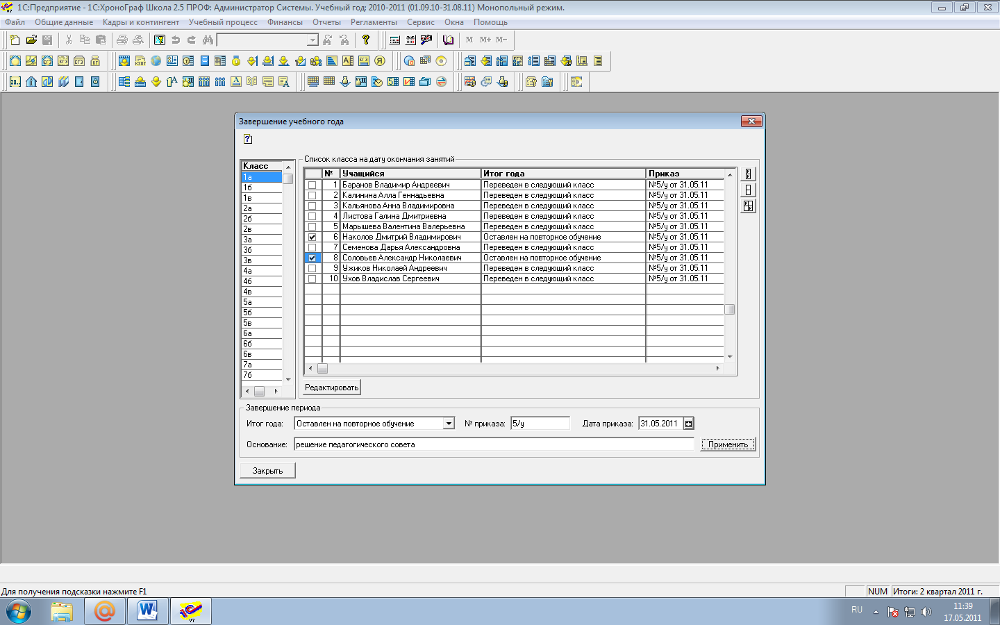 1С:Предприятие - 1С:ХроноГраф Школа 2.5 ПРОФ: Администратор Системы. Учебный год: 2010-2011 (01.09.10-31.08.11) Монопольный режим.
Файл Общие данные Кадры и контингент Учебный процесс Финансы Отчеты Регламенты Сервис Окна Помощь
M M+ M−
Завершение учебного года
Список класса на дату окончания занятий
Класс
1а
1б
1в
2а
2б
2в
3а
3б
3в
4а
4б
4в
5а
5б
5в
6а
6б
6в
7а
7б
№ Учащийся Итог года Приказ
1 Баранов Владимир Андреевич Переведен в следующий класс №5/у от 31.05.11
2 Калинина Алла Геннадьевна Переведен в следующий класс №5/у от 31.05.11
3 Кальянова Анна Владимировна Переведен в следующий класс №5/у от 31.05.11
4 Листова Галина Дмитриевна Переведен в следующий класс №5/у от 31.05.11
5 Марышева Валентина Валерьевна Переведен в следующий класс №5/у от 31.05.11
6 Наколов Дмитрий Владимирович Оставлен на повторное обучение №5/у от 31.05.11
7 Семенова Дарья Александровна Переведен в следующий класс №5/у от 31.05.11
8 Соловьев Александр Николаевич Оставлен на повторное обучение №5/у от 31.05.11
9 Ужиков Николаей Андреевич Переведен в следующий класс №5/у от 31.05.11
10 Ухов Владислав Сергеевич Переведен в следующий класс №5/у от 31.05.11
Редактировать
Завершение периода
Итог года: Оставлен на повторное обучение № приказа: 5/у Дата приказа: 31.05.2011
Основание: решение педагогического совета Применить
Закрыть
Для получения подсказки нажмите F1
NUM Итоги: 2 квартал 2011 г.
RU
11:39
17.05.2011